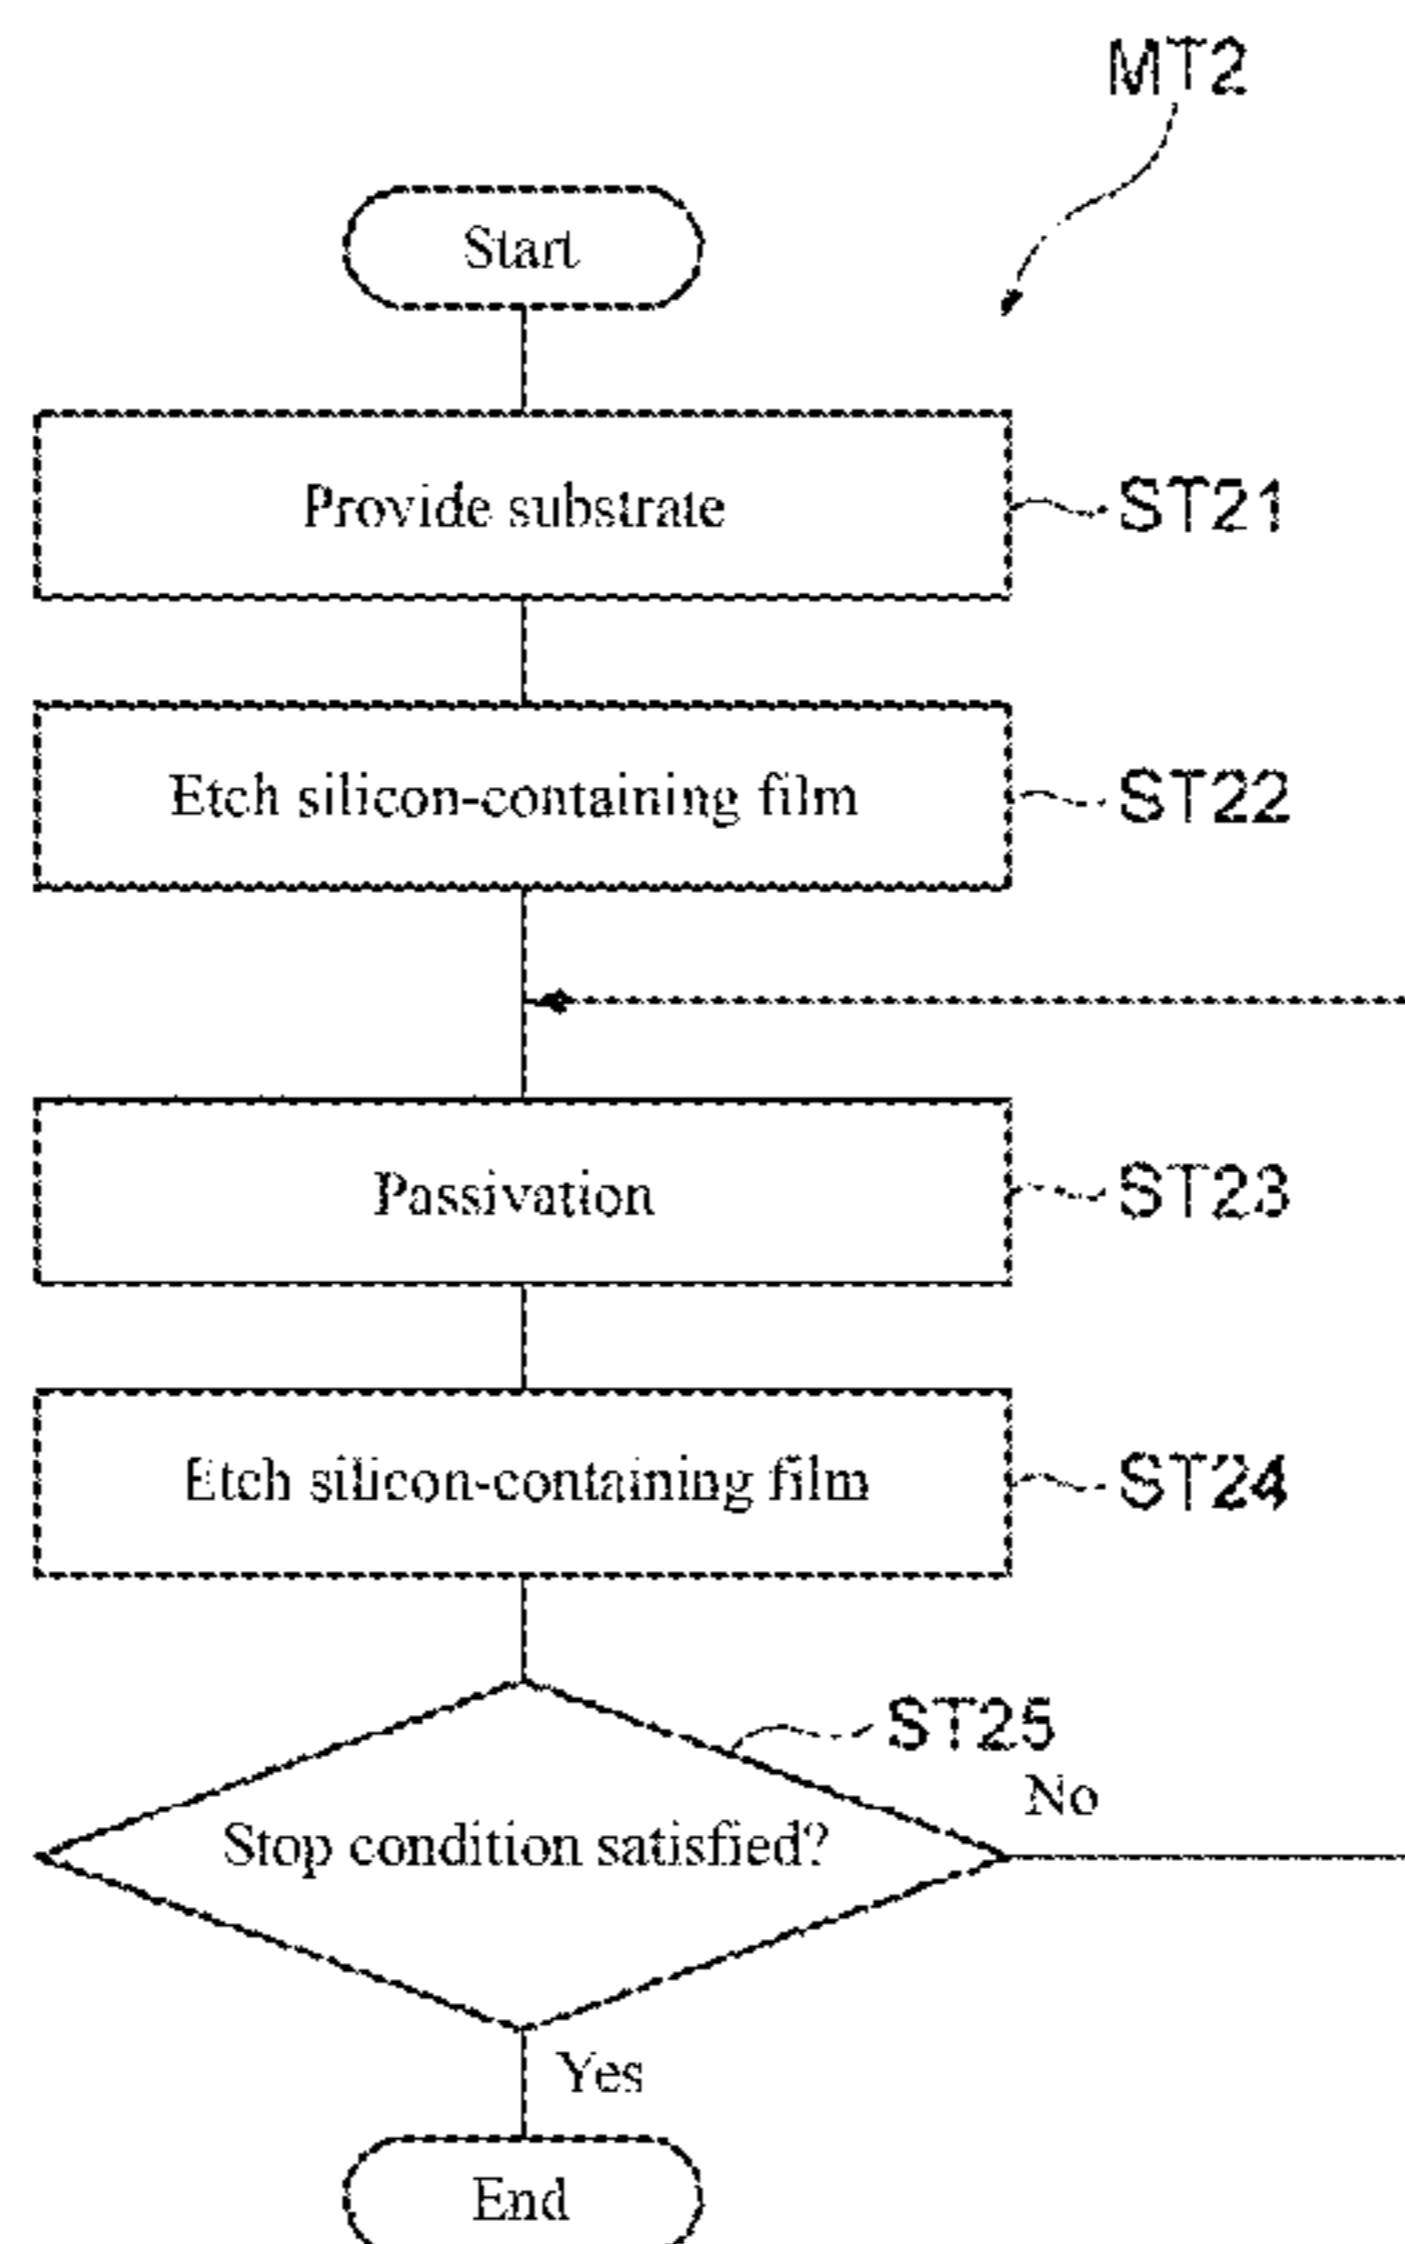 MT2
Start
Provide substrate
ST21
Etch silicon-containing film
ST22
Passivation
ST23
Etch silicon-containing film
ST24
ST25
No
Stop condition satisfied?
Yes
End